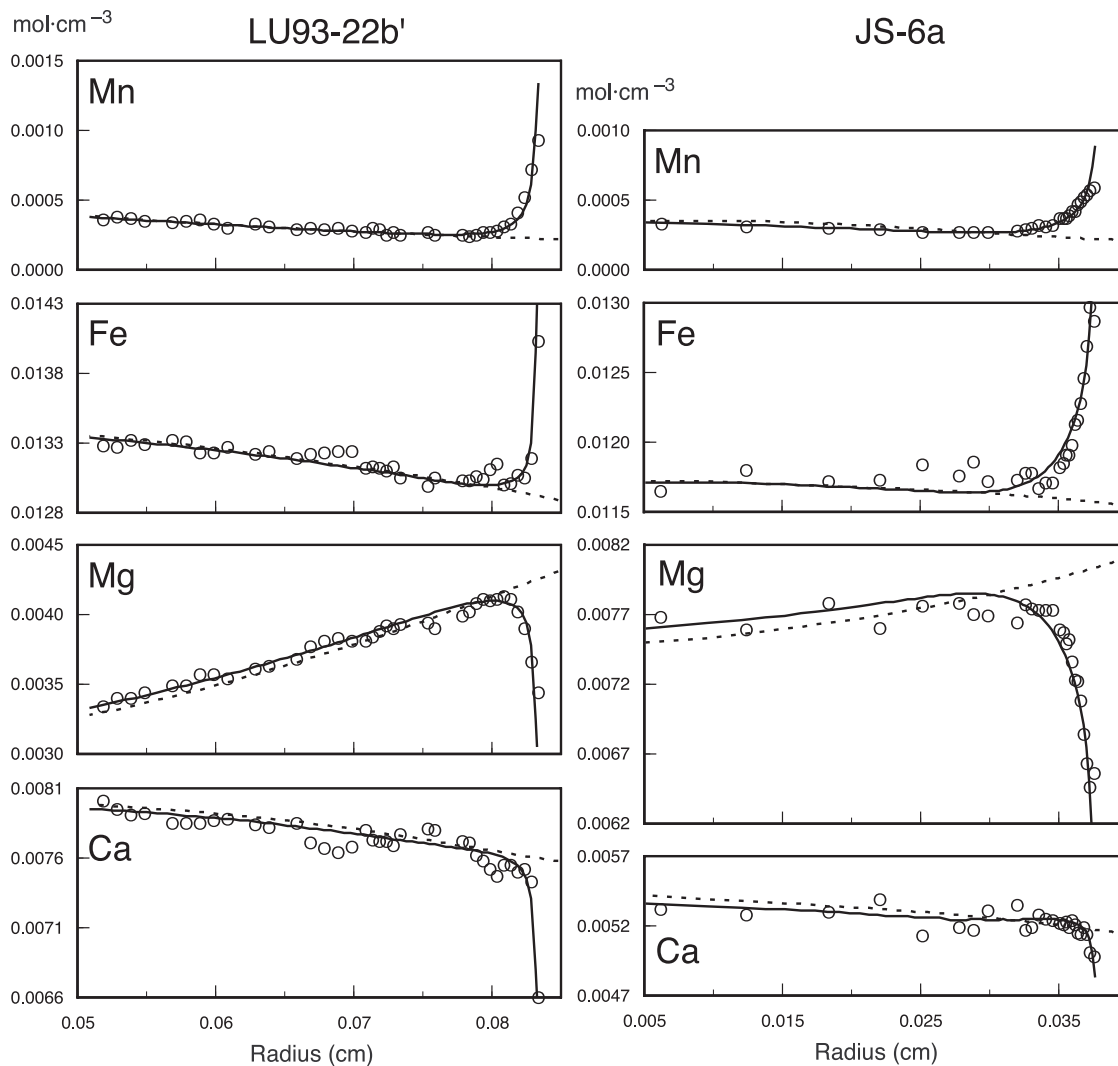 mol·cm⁻³
LU93-22b'
JS-6a
0.0015
Mn
0.0010
0.0005
0.0000
mol·cm⁻³
0.0010
Mn
0.0005
0.0000
0.0143
Fe
0.0138
0.0133
0.0128
0.0130
Fe
0.0125
0.0120
0.0115
0.0045
Mg
0.0040
0.0035
0.0030
0.0082
Mg
0.0077
0.0072
0.0067
0.0062
0.0081
Ca
0.0076
0.0071
0.0066
0.0057
0.0052
Ca
0.0047
0.05 0.06 0.07 0.08
Radius (cm)
0.005 0.015 0.025 0.035
Radius (cm)